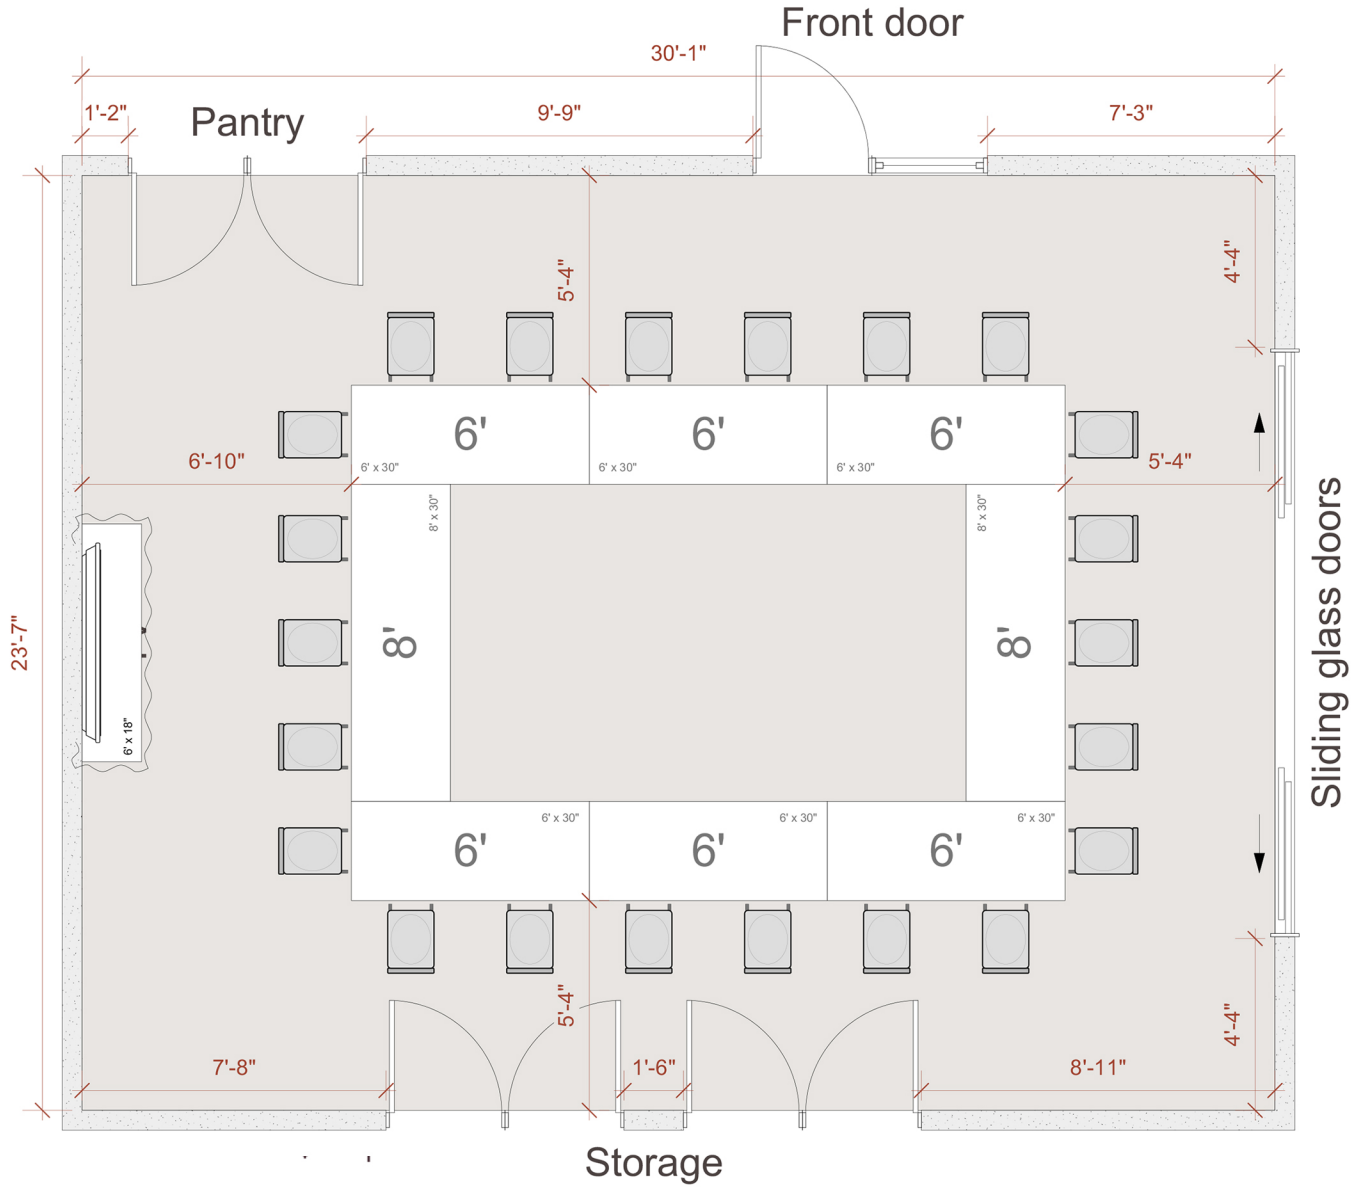 Front door
30'-1"
1'-2"
Pantry
9'-9"
7'-3"
5'-4"
4'-4"
6'
6'
6'
6' x 30"
6' x 30"
6' x 30"
6'-10"
5'-4"
8' x 30"
8' x 30"
23'-7"
8'
8'
Sliding glass doors
6' x 18"
6' x 30"
6' x 30"
6' x 30"
6'
6'
6'
5'-4"
4'-4"
7'-8"
1'-6"
8'-11"
Storage